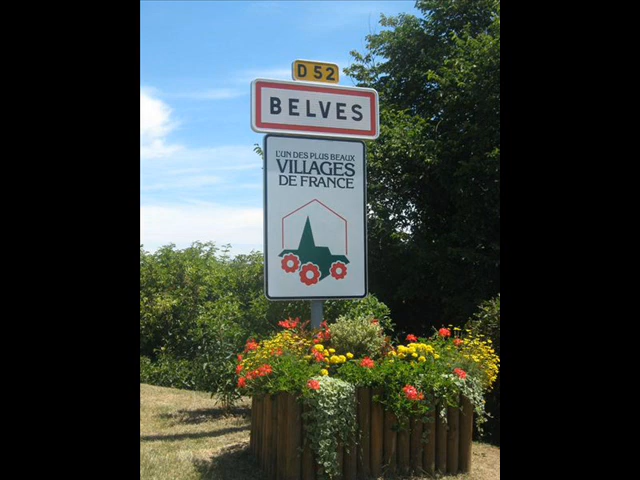 D 52
BELVES
L'UN DES PLUS BEAUX
VILLAGES
DE FRANCE